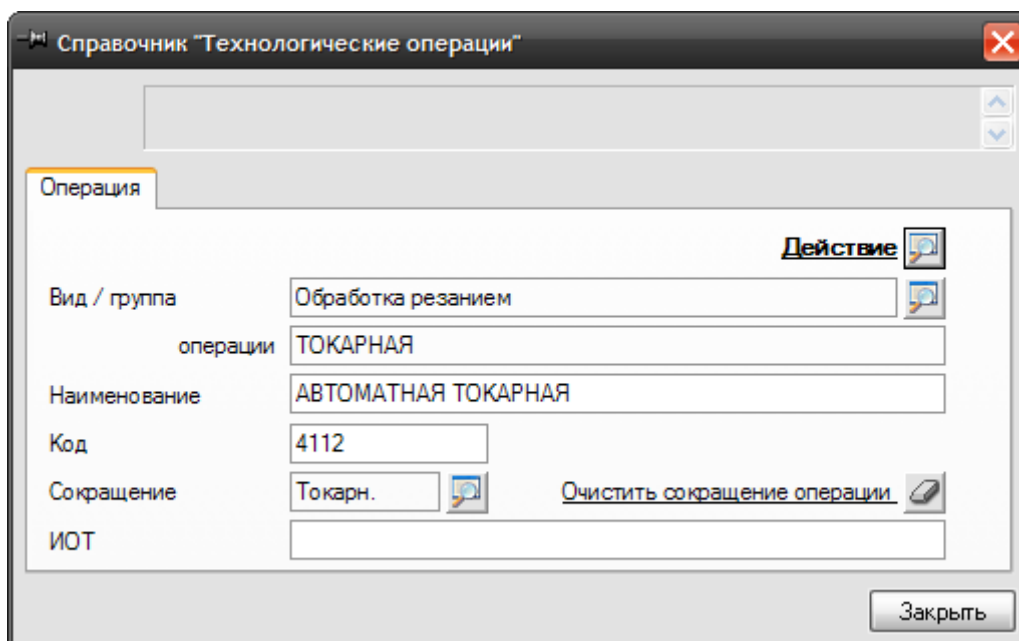 Справочник "Технологические операции"
Операция
Действие
Вид / группа Обработка резанием
операции ТОКАРНАЯ
Наименование АВТОМАТНАЯ ТОКАРНАЯ
Код 4112
Сокращение Токарн. Очистить сокращение операции
ИОТ
Закрыть